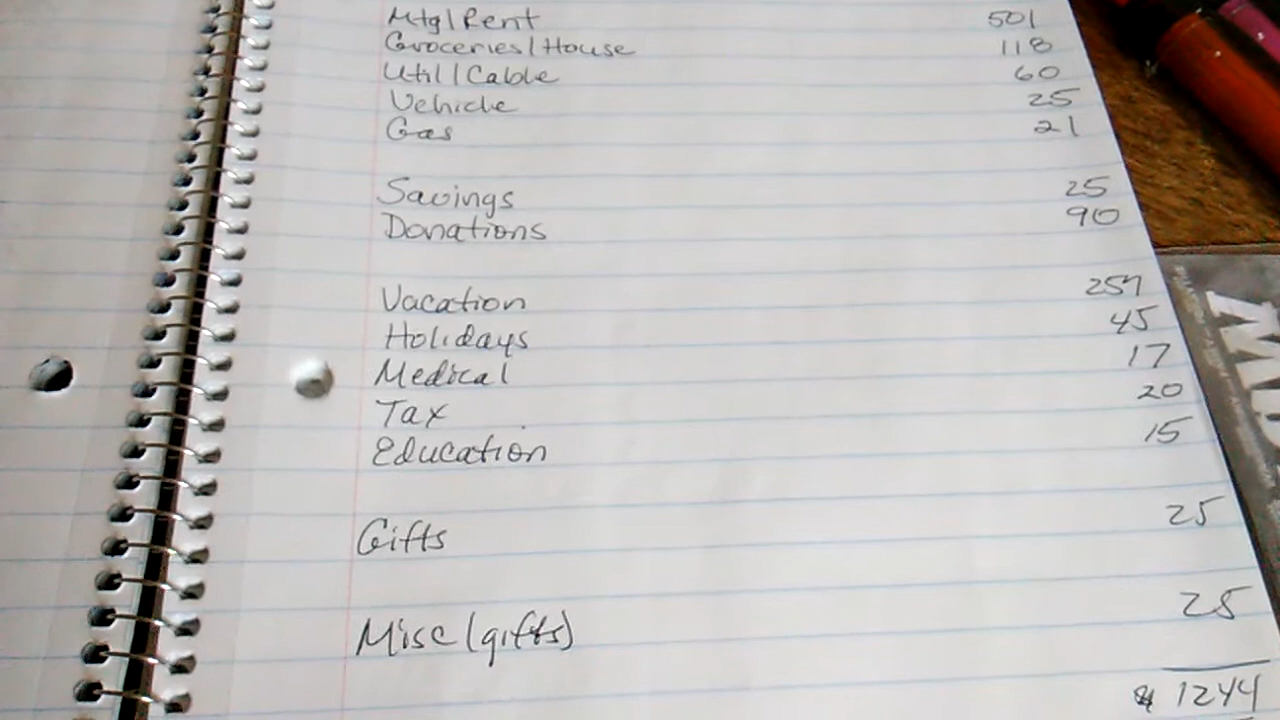 Mtg/Rent 501
Groceries/House 118
Util/Cable 60
Vehicle 25
Gas 21
Savings 25
Donations 90
Vacation 257
Holidays 45
Medical 17
Tax 20
Education 15
Gifts 25
Misc (gifts) 25
$ 1244